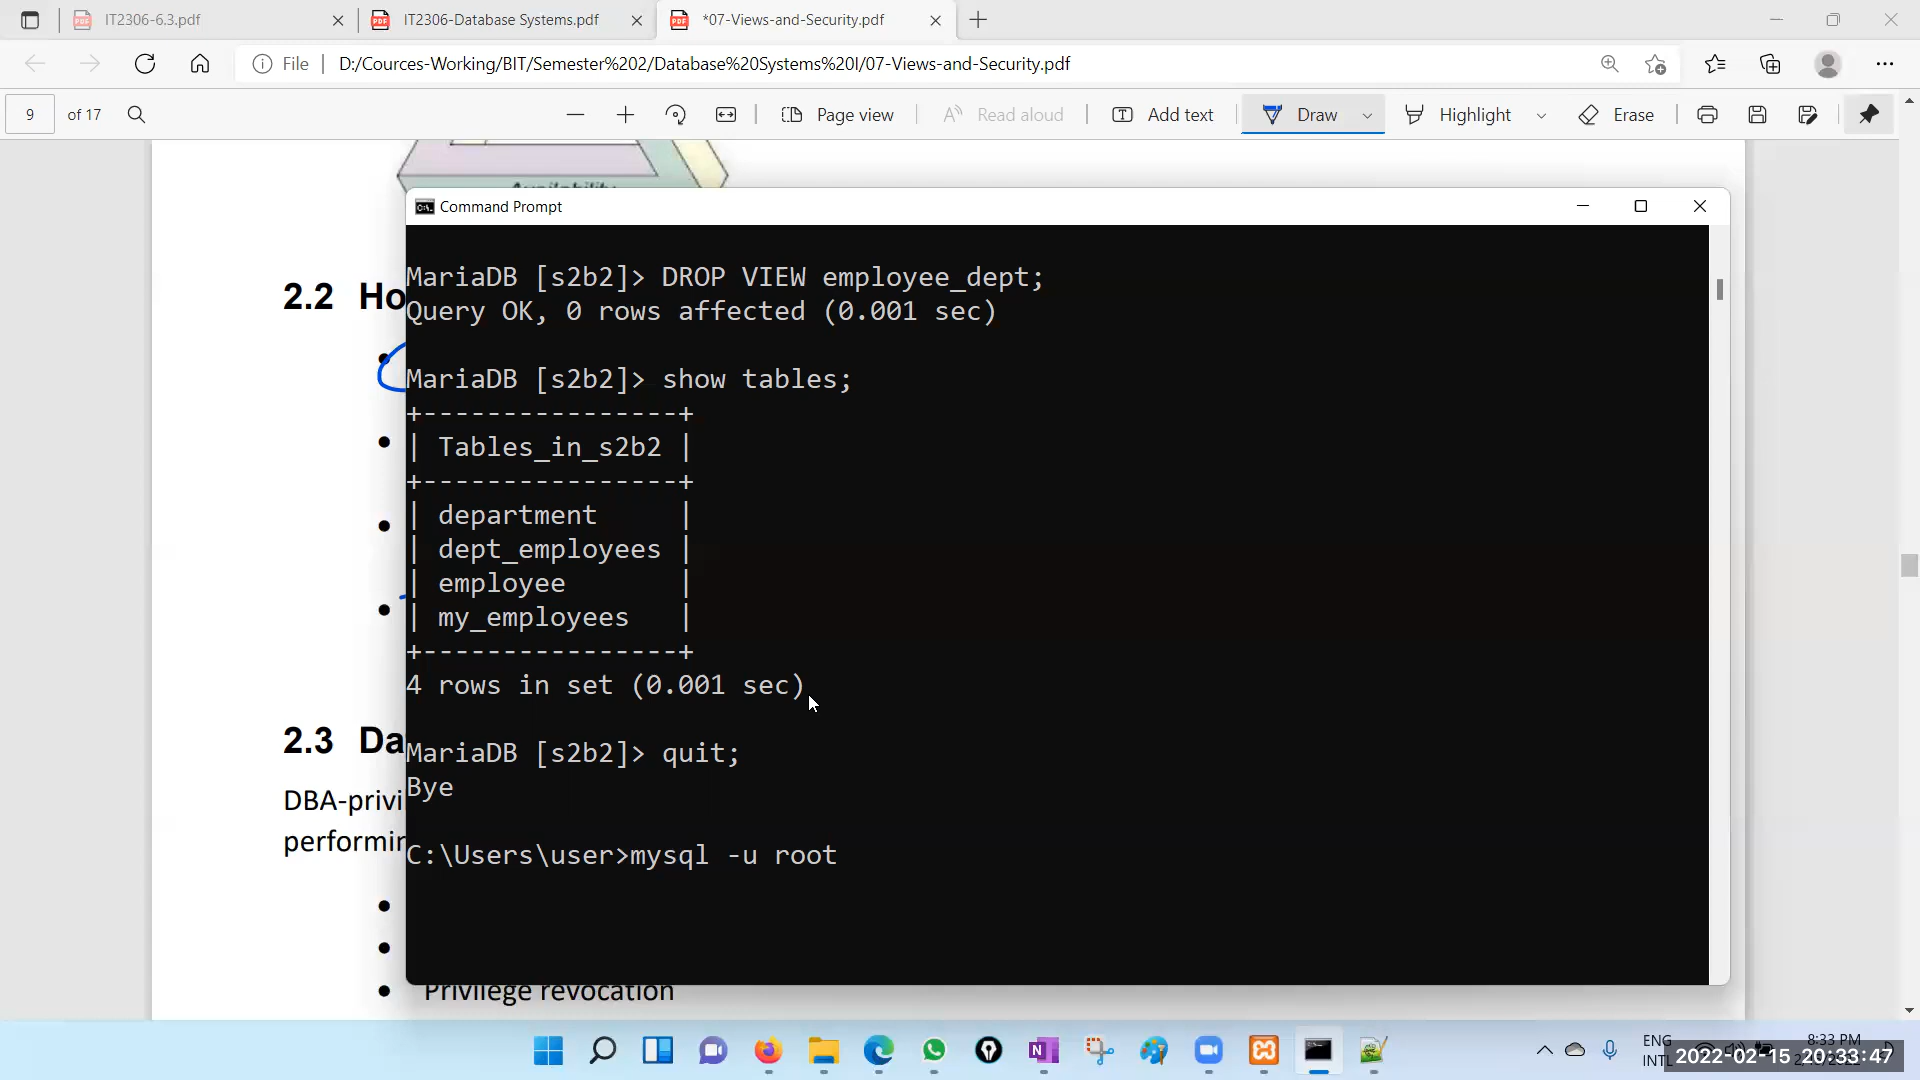 IT2306-6.3.pdf
IT2306-Database Systems.pdf
*07-Views-and-Security.pdf
File
D:/Cources-Working/BIT/Semester%202/Database%20Systems%20I/07-Views-and-Security.pdf
9 of 17
Page view
Read aloud
Add text
Draw
Highlight
Erase
Command Prompt
MariaDB [s2b2]> DROP VIEW employee_dept;
2.2 Ho
Query OK, 0 rows affected (0.001 sec)
MariaDB [s2b2]> show tables;
+----------------+
| Tables_in_s2b2 |
+----------------+
| department     |
| dept_employees |
| employee       |
| my_employees   |
+----------------+
4 rows in set (0.001 sec)
2.3 Da
MariaDB [s2b2]> quit;
Bye
DBA-privi
performin
C:\Users\user>mysql -u root
Privilege revocation
ENG
INTL
8:33 PM
2022-02-15 20:33:47